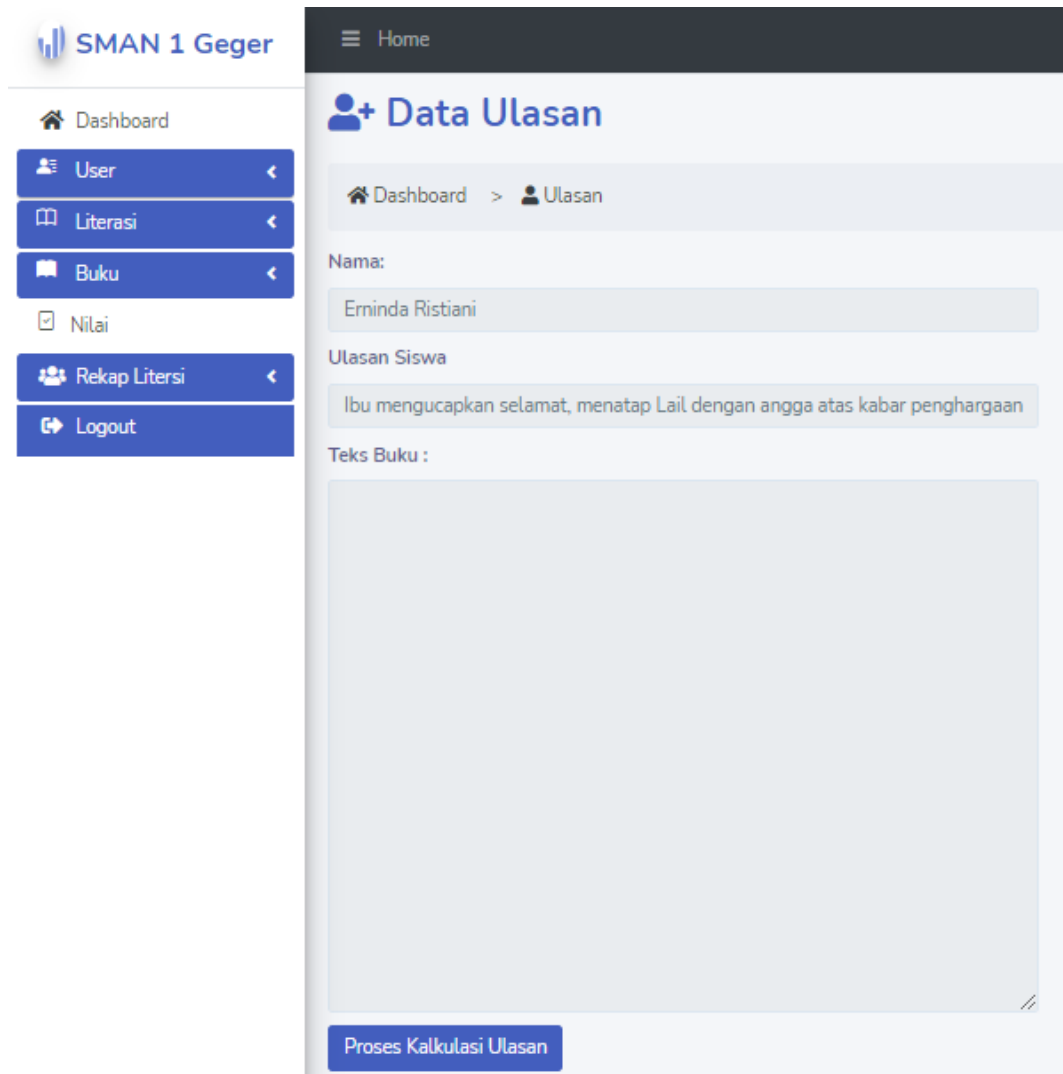 SMAN 1 Geger
Home
Dashboard
User
Literasi
Buku
Nilai
Rekap Litersi
Logout
Data Ulasan
Dashboard > Ulasan
Nama:
Erninda Ristiani
Ulasan Siswa
Ibu mengucapkan selamat, menatap Lail dengan angga atas kabar penghargaan
Teks Buku :
Proses Kalkulasi Ulasan